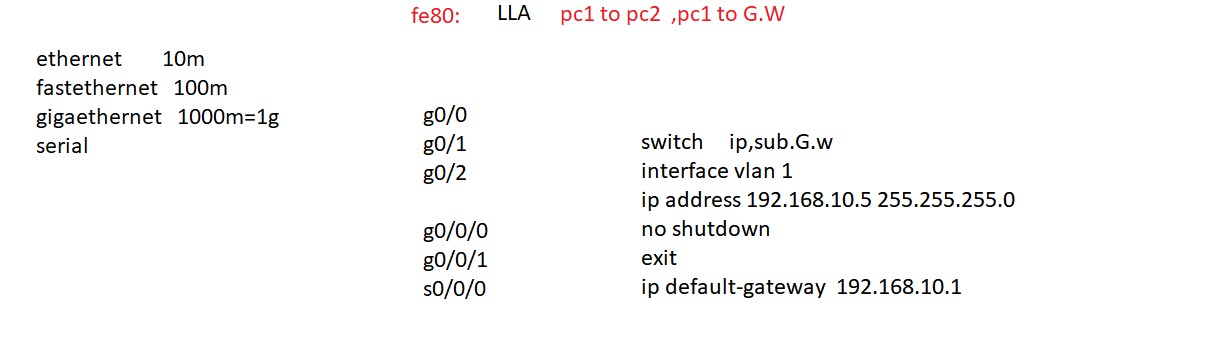 fe80: LLA pc1 to pc2 ,pc1 to G.W
ethernet 10m
fastethernet 100m
gigaethernet 1000m=1g
serial
g0/0
g0/1
g0/2
g0/0/0
g0/0/1
s0/0/0
switch ip,sub.G.w
interface vlan 1
ip address 192.168.10.5 255.255.255.0
no shutdown
exit
ip default-gateway 192.168.10.1